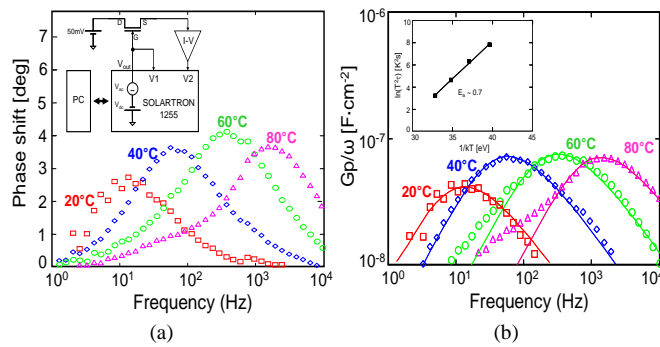 (a)
Phase shift [deg]
7
6
5
4
3
2
1
0
50mV
D
S
G
I-V
V_out
V1
V2
PC
V_ac
V_dc
SOLARTRON
1255
20°C
40°C
60°C
80°C
10^0
10^1
10^2
10^3
10^4
Frequency (Hz)
(a)
(b)
Gp/ω [F·cm^-2]
10^-6
10^-7
10^-8
ln(T^2τ) [K^2s]
10
8
6
4
2
0
E_a ~ 0.7
30
35
40
45
1/kT [eV]
20°C
40°C
60°C
80°C
10^0
10^1
10^2
10^3
10^4
Frequency (Hz)
(b)